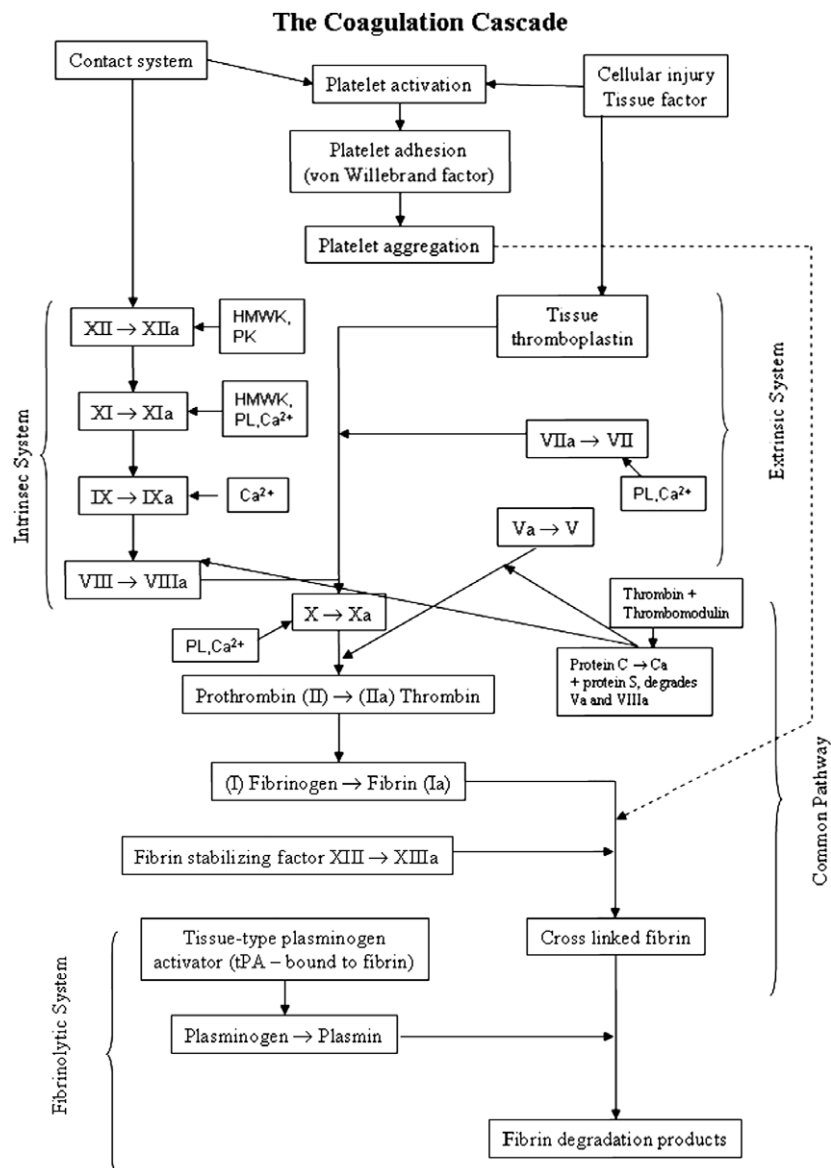 The Coagulation Cascade
Contact system
Platelet activation
Cellular injury
Tissue factor
Platelet adhesion
(von Willebrand factor)
Platelet aggregation
Intrinsec System
XII → XIIa
HMWK,
PK
XI → XIa
HMWK,
PL,Ca²⁺
IX → IXa
Ca²⁺
VIII → VIIIa
Tissue
thromboplastin
VIIa → VII
PL,Ca²⁺
Va → V
Extrinsic System
X → Xa
PL,Ca²⁺
Thrombin +
Thrombomodulin
Protein C → Ca
+ protein S, degrades
Va and VIIIa
Prothrombin (II) → (IIa) Thrombin
(I) Fibrinogen → Fibrin (Ia)
Fibrin stabilizing factor XIII → XIIIa
Common Pathway
Cross linked fibrin
Fibrinolytic System
Tissue-type plasminogen
activator (tPA – bound to fibrin)
Plasminogen → Plasmin
Fibrin degradation products